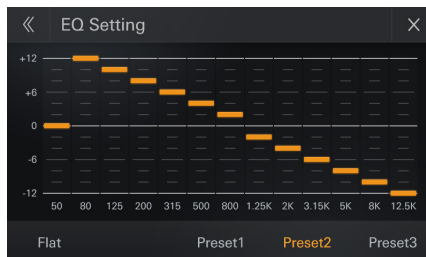 EQ Setting
+12
+6
0
-6
-12
50 80 125 200 315 500 800 1.25K 2K 3.15K 5K 8K 12.5K
Flat Preset1 Preset2 Preset3